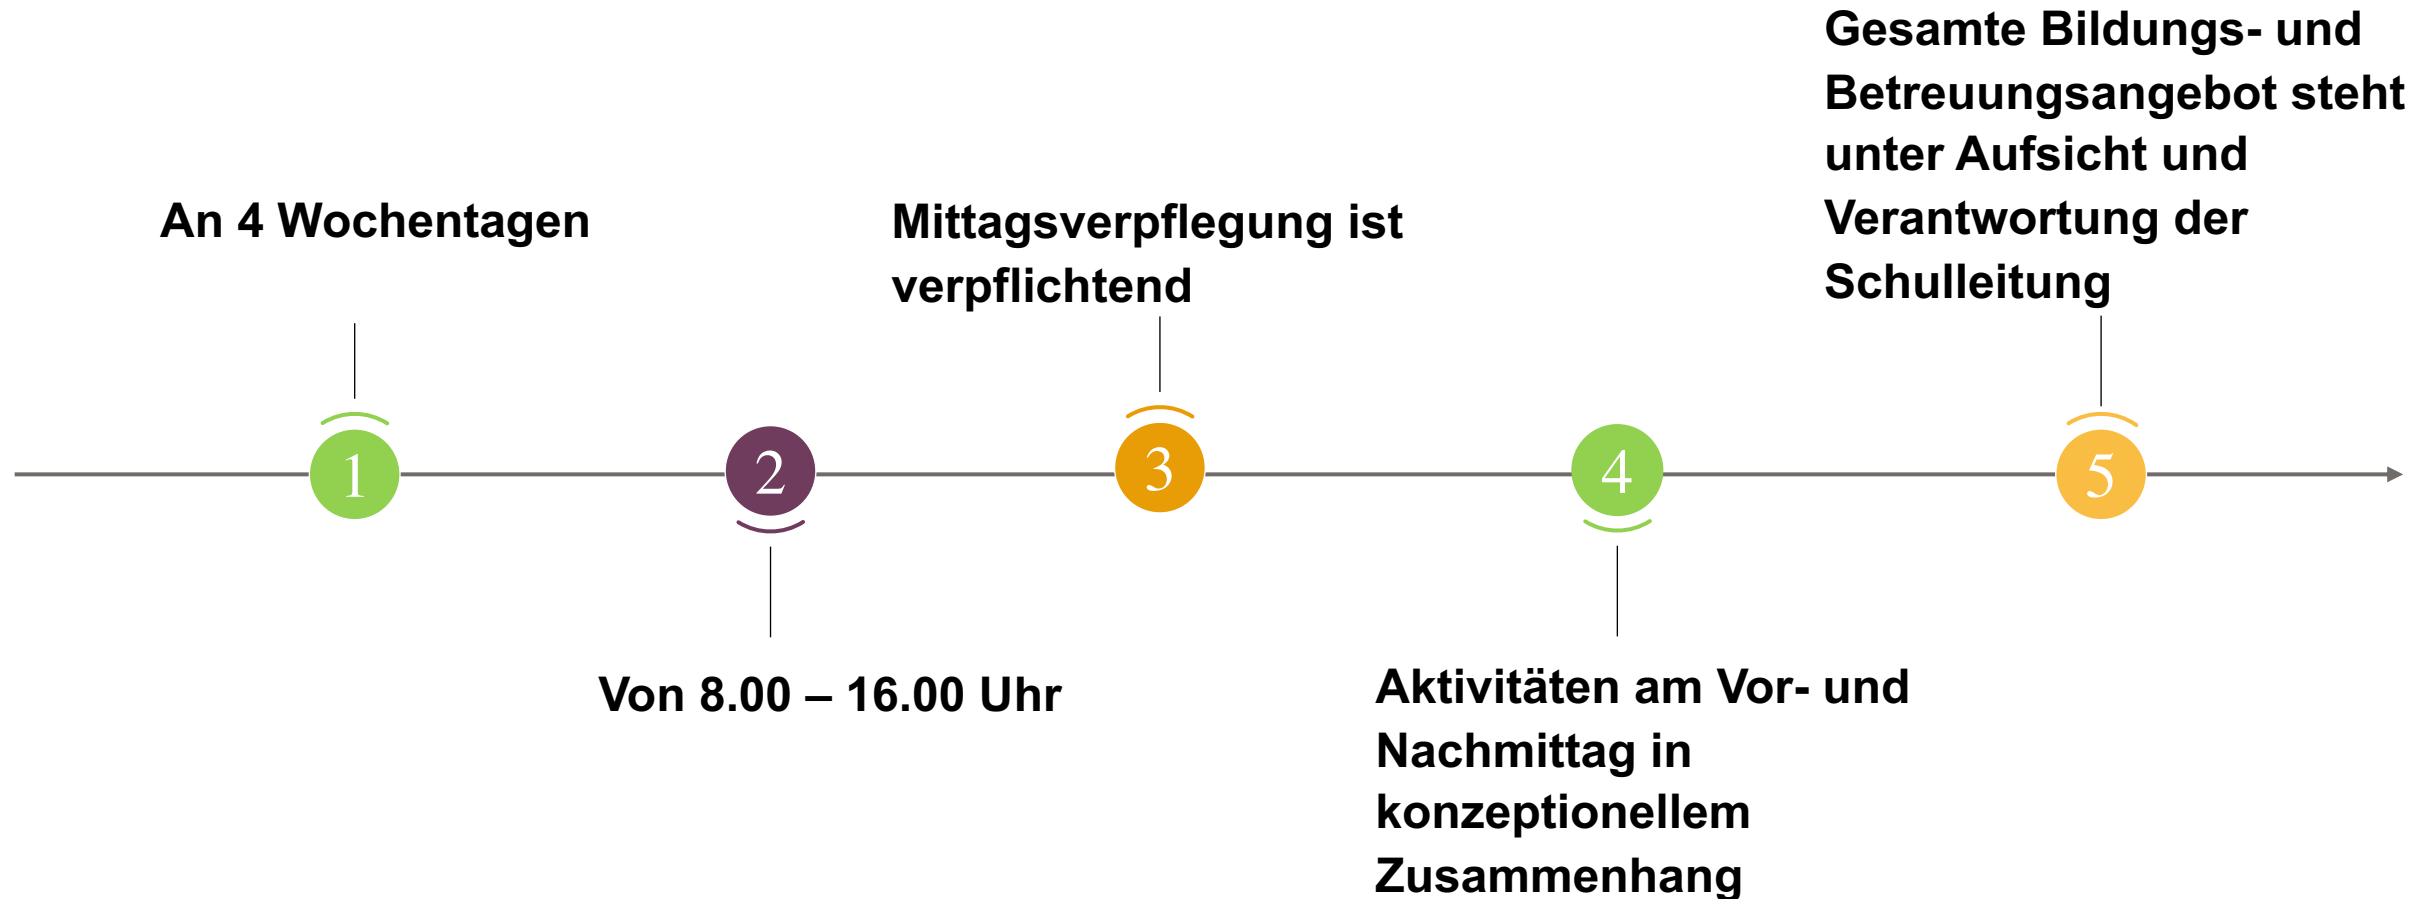 An 4 Wochentagen
1
Von 8.00 – 16.00 Uhr
2
Mittagsverpflegung ist
verpflichtend
3
Aktivitäten am Vor- und
Nachmittag in
konzeptionellem
Zusammenhang
4
Gesamte Bildungs- und
Betreuungsangebot steht
unter Aufsicht und
Verantwortung der
Schulleitung
5